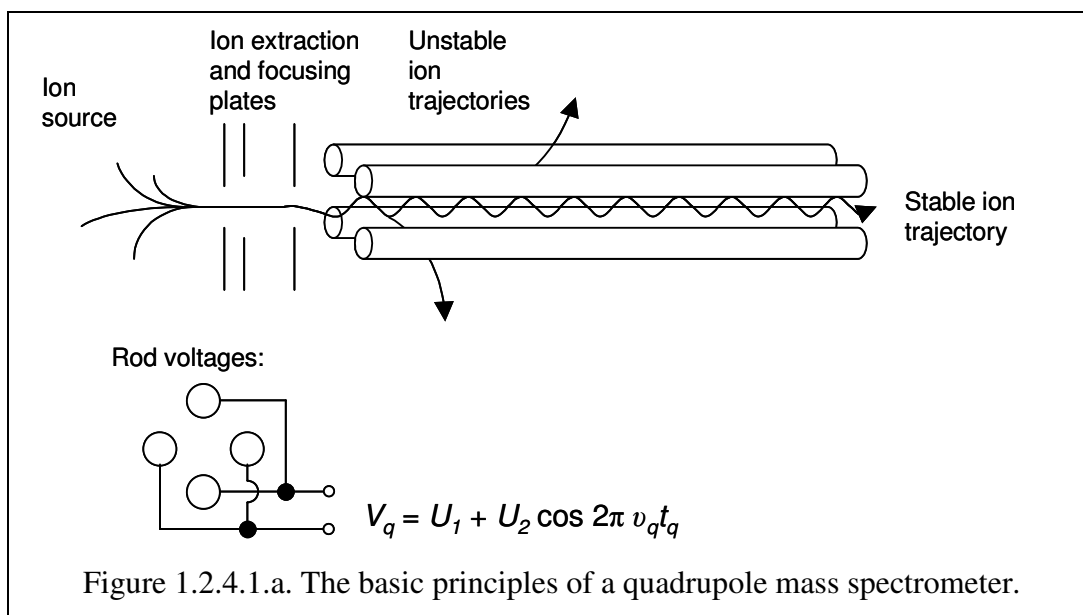 Ion source
Ion extraction
and focusing
plates
Unstable
ion
trajectories
Stable ion
trajectory
Rod voltages:
V_q = U_1 + U_2 cos 2π υ_q t_q
Figure 1.2.4.1.a. The basic principles of a quadrupole mass spectrometer.